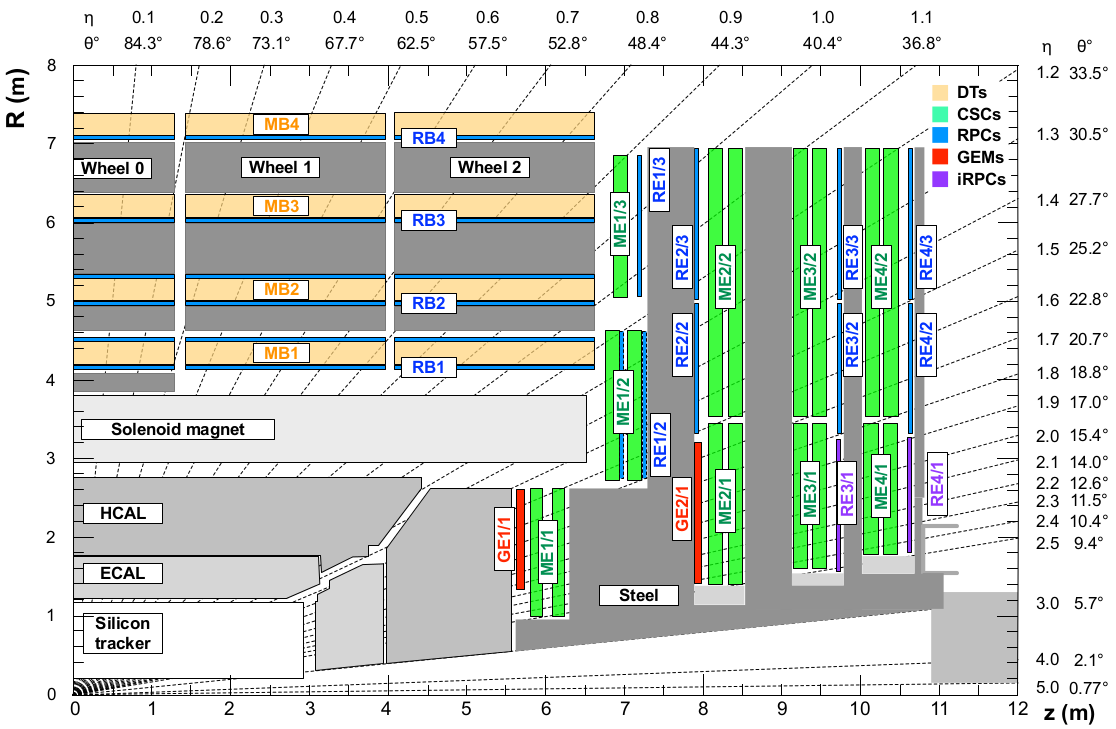 η 0.1 0.2 0.3 0.4 0.5 0.6 0.7 0.8 0.9 1.0 1.1
θ° 84.3° 78.6° 73.1° 67.7° 62.5° 57.5° 52.8° 48.4° 44.3° 40.4° 36.8° η θ°
8
7
6
5
4
3
2
1
0
R (m)
1.2 33.5°
1.3 30.5°
1.4 27.7°
1.5 25.2°
1.6 22.8°
1.7 20.7°
1.8 18.8°
1.9 17.0°
2.0 15.4°
2.1 14.0°
2.2 12.6°
2.3 11.5°
2.4 10.4°
2.5 9.4°
3.0 5.7°
4.0 2.1°
5.0 0.77°
DTs
CSCs
RPCs
GEMs
iRPCs
MB4
RB4
Wheel 0
Wheel 1
Wheel 2
MB3
RB3
MB2
RB2
MB1
RB1
Solenoid magnet
HCAL
ECAL
Silicon
tracker
Steel
ME1/3
RE1/3
RE2/3
ME2/2
ME3/2
RE3/3
ME4/2
RE4/3
RE2/2
RE3/2
RE4/2
ME1/2
RE1/2
GE1/1
ME1/1
GE2/1
ME2/1
ME3/1
RE3/1
ME4/1
RE4/1
0 1 2 3 4 5 6 7 8 9 10 11 12
z (m)